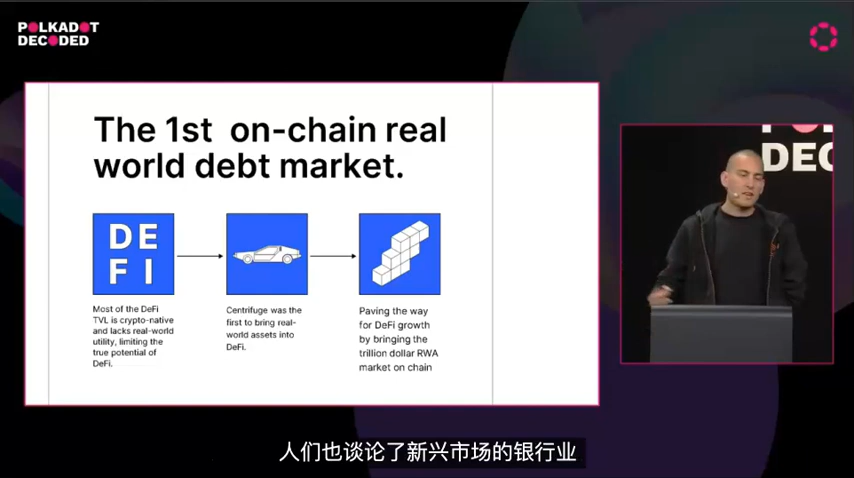 POLKADOT
DECODED
The 1st on-chain real
world debt market.
DE
FI
Most of the DeFi
TVL is crypto-native
and lacks real-world
utility, limiting the
true potential of
DeFi.
Centrifuge was the
first to bring real-
world assets into
DeFi.
Paving the way
for DeFi growth
by bringing the
trillion dollar RWA
market on chain
DEC
人们也谈论了新兴市场的银行业